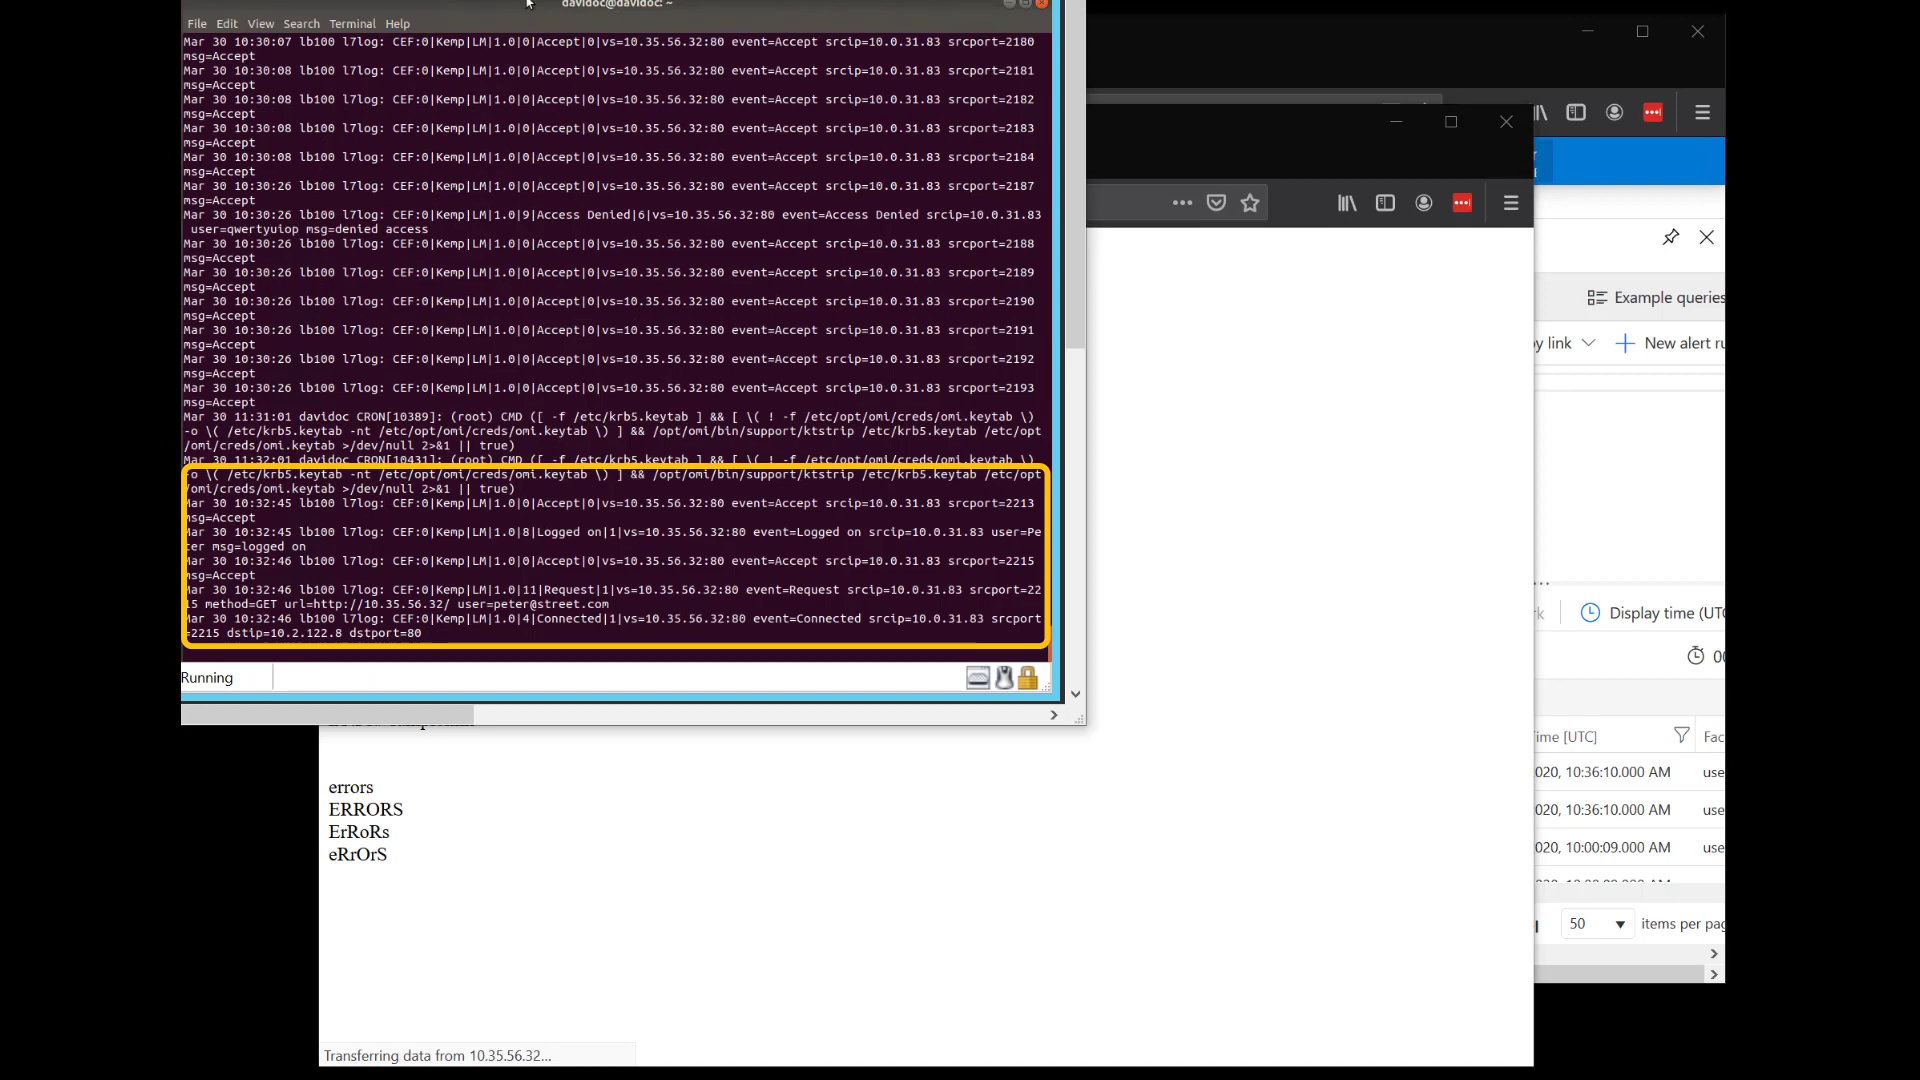 davidoc@davidoc: ~
File Edit View Search Terminal Help
Mar 30 10:30:07 lb100 l7log: CEF:0|Kemp|LM|1.0|0|Accept|0|vs=10.35.56.32:80 event=Accept srcip=10.0.31.83 srcport=2180
msg=Accept
Mar 30 10:30:08 lb100 l7log: CEF:0|Kemp|LM|1.0|0|Accept|0|vs=10.35.56.32:80 event=Accept srcip=10.0.31.83 srcport=2181
msg=Accept
Mar 30 10:30:08 lb100 l7log: CEF:0|Kemp|LM|1.0|0|Accept|0|vs=10.35.56.32:80 event=Accept srcip=10.0.31.83 srcport=2182
msg=Accept
Mar 30 10:30:08 lb100 l7log: CEF:0|Kemp|LM|1.0|0|Accept|0|vs=10.35.56.32:80 event=Accept srcip=10.0.31.83 srcport=2183
msg=Accept
Mar 30 10:30:08 lb100 l7log: CEF:0|Kemp|LM|1.0|0|Accept|0|vs=10.35.56.32:80 event=Accept srcip=10.0.31.83 srcport=2184
msg=Accept
Mar 30 10:30:26 lb100 l7log: CEF:0|Kemp|LM|1.0|0|Accept|0|vs=10.35.56.32:80 event=Accept srcip=10.0.31.83 srcport=2187
msg=Accept
Mar 30 10:30:26 lb100 l7log: CEF:0|Kemp|LM|1.0|9|Access Denied|6|vs=10.35.56.32:80 event=Access Denied srcip=10.0.31.83
user=qwertyuiop msg=denied access
Mar 30 10:30:26 lb100 l7log: CEF:0|Kemp|LM|1.0|0|Accept|0|vs=10.35.56.32:80 event=Accept srcip=10.0.31.83 srcport=2188
msg=Accept
Mar 30 10:30:26 lb100 l7log: CEF:0|Kemp|LM|1.0|0|Accept|0|vs=10.35.56.32:80 event=Accept srcip=10.0.31.83 srcport=2189
msg=Accept
Mar 30 10:30:26 lb100 l7log: CEF:0|Kemp|LM|1.0|0|Accept|0|vs=10.35.56.32:80 event=Accept srcip=10.0.31.83 srcport=2190
msg=Accept
Mar 30 10:30:26 lb100 l7log: CEF:0|Kemp|LM|1.0|0|Accept|0|vs=10.35.56.32:80 event=Accept srcip=10.0.31.83 srcport=2191
msg=Accept
Mar 30 10:30:26 lb100 l7log: CEF:0|Kemp|LM|1.0|0|Accept|0|vs=10.35.56.32:80 event=Accept srcip=10.0.31.83 srcport=2192
msg=Accept
Mar 30 10:30:26 lb100 l7log: CEF:0|Kemp|LM|1.0|0|Accept|0|vs=10.35.56.32:80 event=Accept srcip=10.0.31.83 srcport=2193
msg=Accept
Mar 30 11:31:01 davidoc CRON[10389]: (root) CMD ([ -f /etc/krb5.keytab ] && [ \( ! -f /etc/opt/omi/creds/omi.keytab \)
-o \( /etc/krb5.keytab -nt /etc/opt/omi/creds/omi.keytab \) ] && /opt/omi/bin/support/ktstrip /etc/krb5.keytab /etc/opt
/omi/creds/omi.keytab >/dev/null 2>&1 || true)
Mar 30 11:32:01 davidoc CRON[10431]: (root) CMD ([ -f /etc/krb5.keytab ] && [ \( ! -f /etc/opt/omi/creds/omi.keytab \)
-o \( /etc/krb5.keytab -nt /etc/opt/omi/creds/omi.keytab \) ] && /opt/omi/bin/support/ktstrip /etc/krb5.keytab /etc/opt
/omi/creds/omi.keytab >/dev/null 2>&1 || true)
Mar 30 10:32:45 lb100 l7log: CEF:0|Kemp|LM|1.0|0|Accept|0|vs=10.35.56.32:80 event=Accept srcip=10.0.31.83 srcport=2213
msg=Accept
Mar 30 10:32:45 lb100 l7log: CEF:0|Kemp|LM|1.0|8|Logged on|1|vs=10.35.56.32:80 event=Logged on srcip=10.0.31.83 user=Pe
ter msg=logged on
Mar 30 10:32:46 lb100 l7log: CEF:0|Kemp|LM|1.0|0|Accept|0|vs=10.35.56.32:80 event=Accept srcip=10.0.31.83 srcport=2215
msg=Accept
Mar 30 10:32:46 lb100 l7log: CEF:0|Kemp|LM|1.0|11|Request|1|vs=10.35.56.32:80 event=Request srcip=10.0.31.83 srcport=22
15 method=GET url=http://10.35.56.32/ user=peter@street.com
Mar 30 10:32:46 lb100 l7log: CEF:0|Kemp|LM|1.0|4|Connected|1|vs=10.35.56.32:80 event=Connected srcip=10.0.31.83 srcport
=2215 dstip=10.2.122.8 dstport=80
Running
errors
ERRORS
ErRoRs
eRrOrS
Transferring data from 10.35.56.32...
Example queries
y link
New alert ru
Display time (UTC
00
ime [UTC]
Fac
020, 10:36:10.000 AM use
020, 10:36:10.000 AM use
020, 10:00:09.000 AM use
50
items per pag